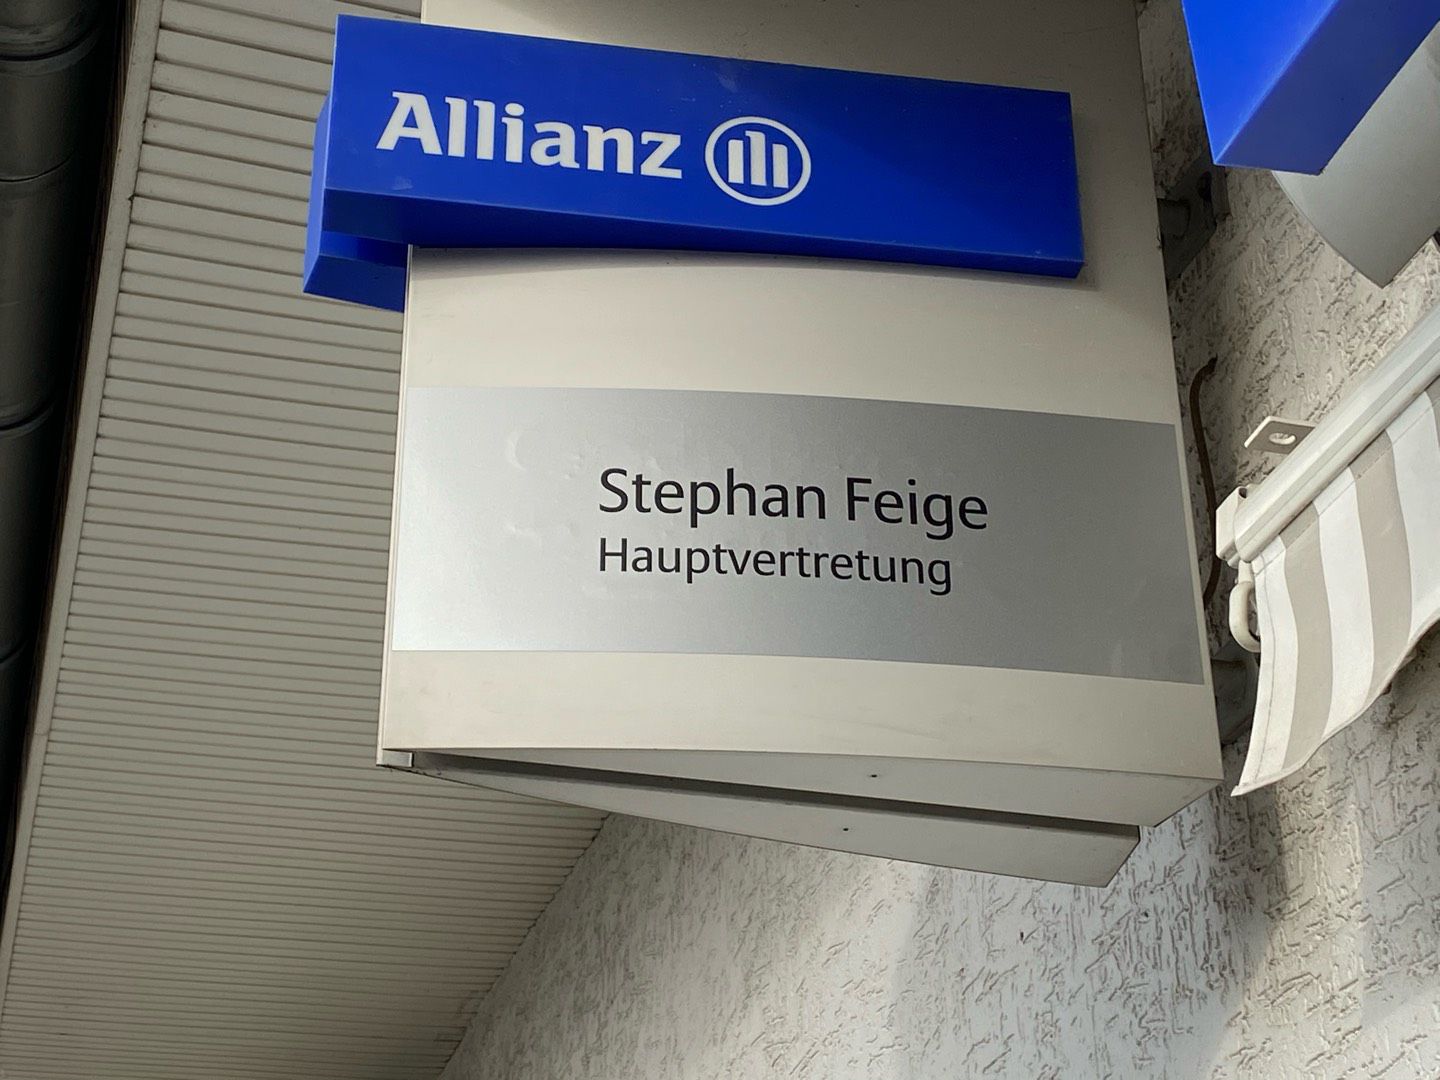 Allianz
Stephan Feige
Hauptvertretung